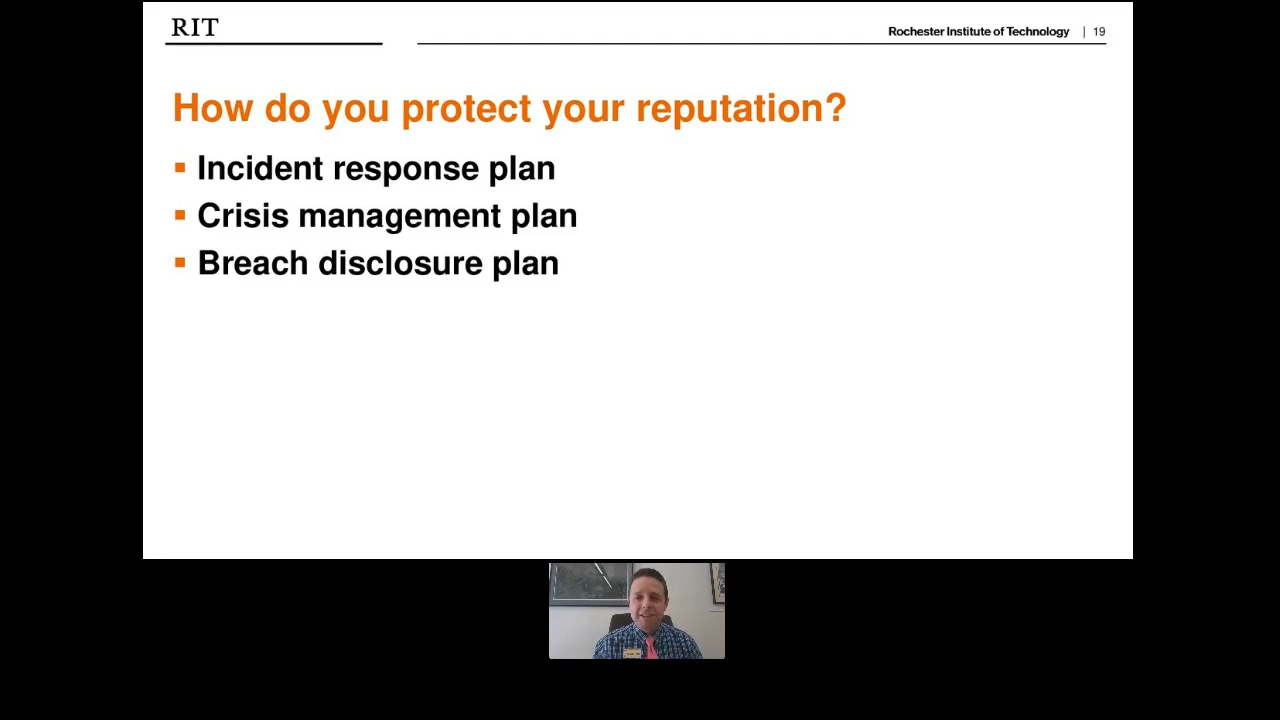 RIT
Rochester Institute of Technology | 19
How do you protect your reputation?
▪ Incident response plan
▪ Crisis management plan
▪ Breach disclosure plan